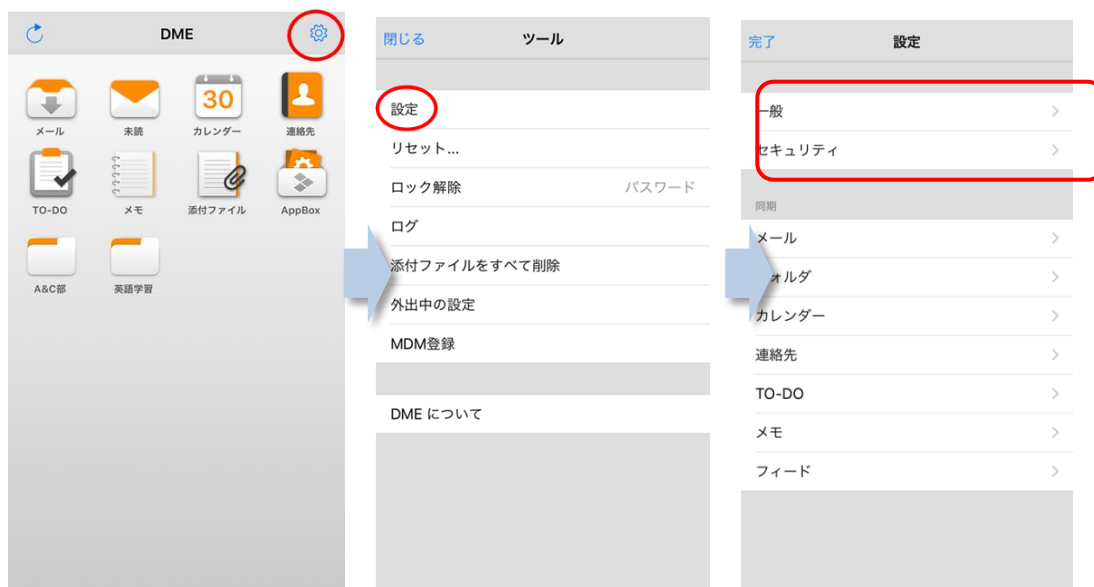 DME
30
メール
未読
カレンダー
連絡先
TO-DO
メモ
添付ファイル
AppBox
A&C部
英語学習
閉じる
ツール
設定
リセット...
ロック解除
パスワード
ログ
添付ファイルをすべて削除
外出中の設定
MDM登録
DME について
完了
設定
一般
セキュリティ
同期
メール
フォルダ
カレンダー
連絡先
TO-DO
メモ
フィード